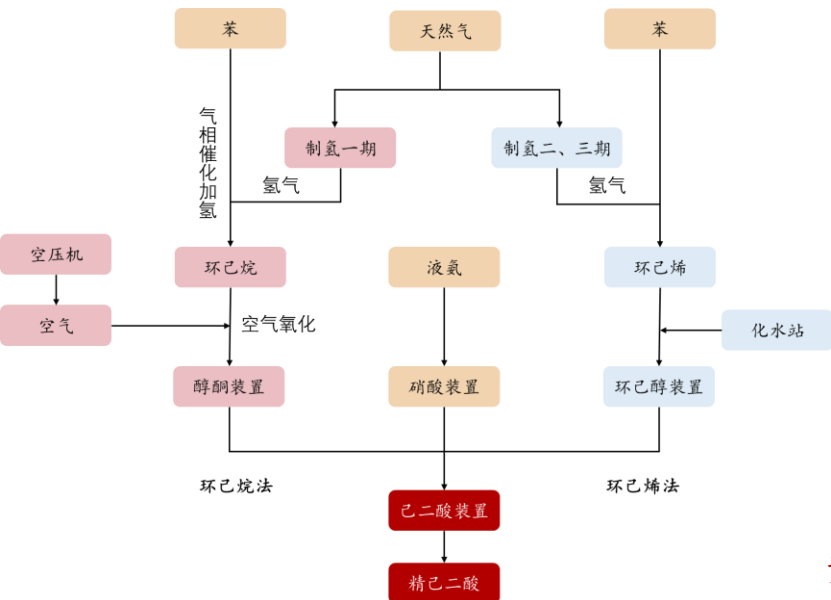 苯
天然气
苯
气相催化加氢
制氢一期
制氢二、三期
氢气
氢气
空压机
环己烷
液氨
环己烯
空气
空气氧化
化水站
醇酮装置
硝酸装置
环己醇装置
环己烷法
环己烯法
己二酸装置
精己二酸